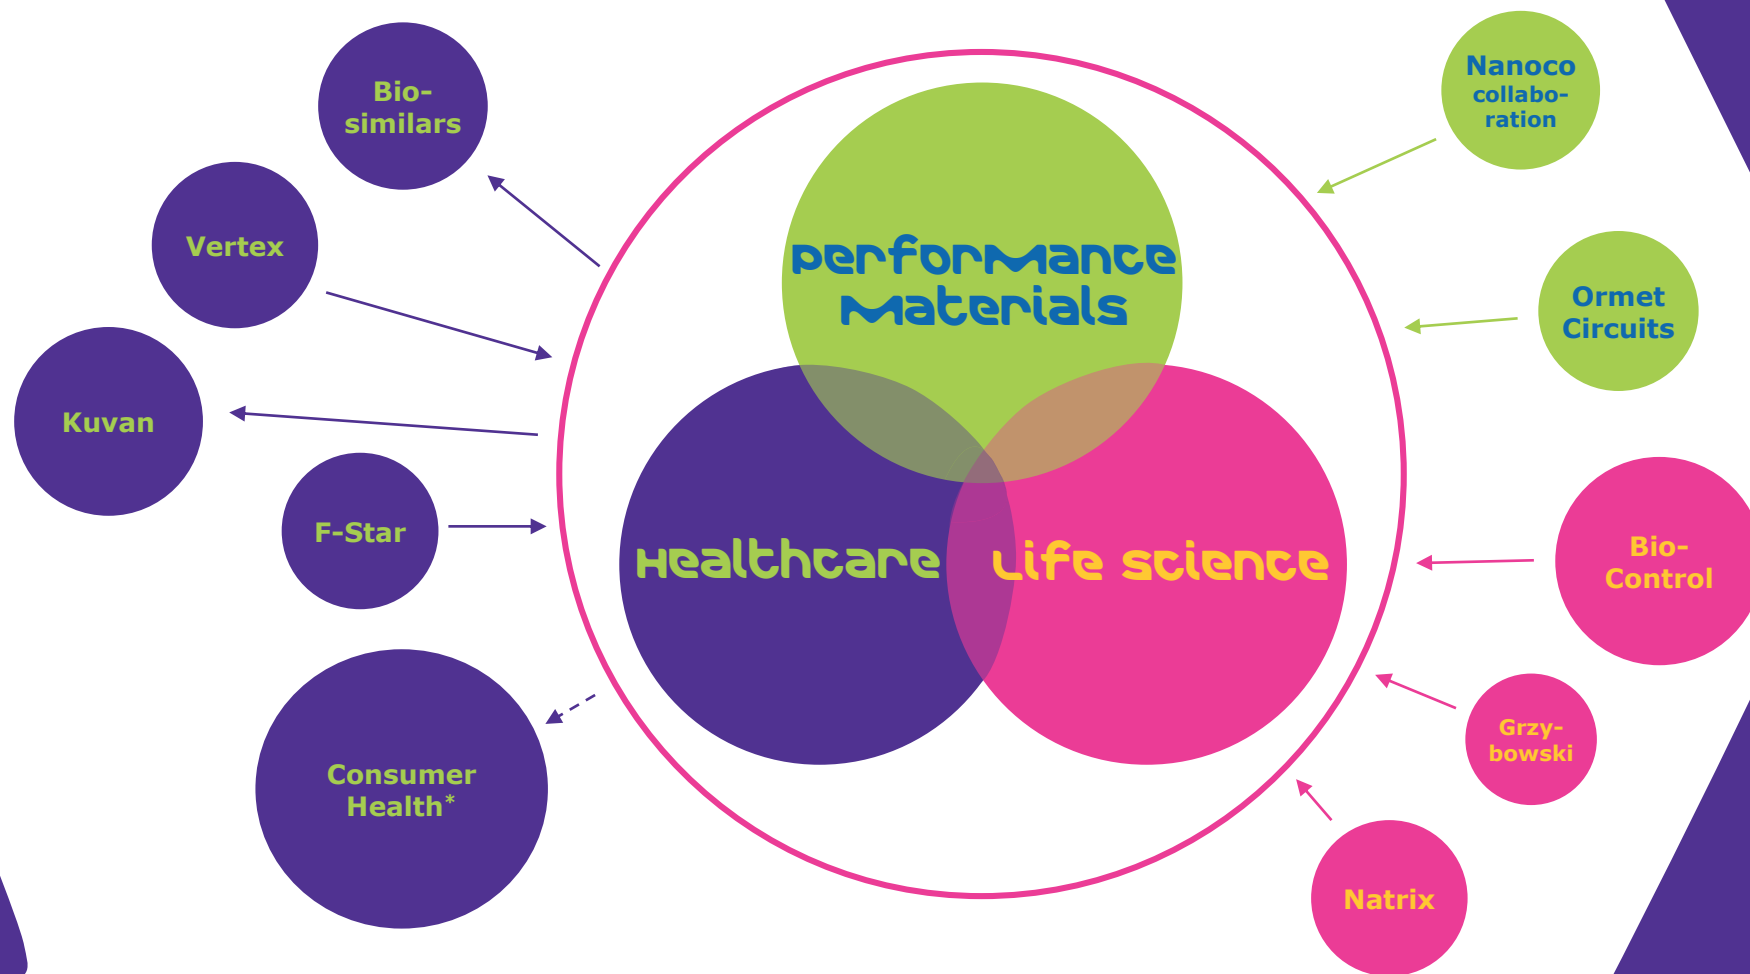 Bio-
similars
Vertex
Kuvan
F-Star
Consumer
Health*
Performance
Materials
Healthcare
Life Science
Nanoco
collabo-
ration
Ormet
Circuits
Bio-
Control
Grzy-
bowski
Natrix